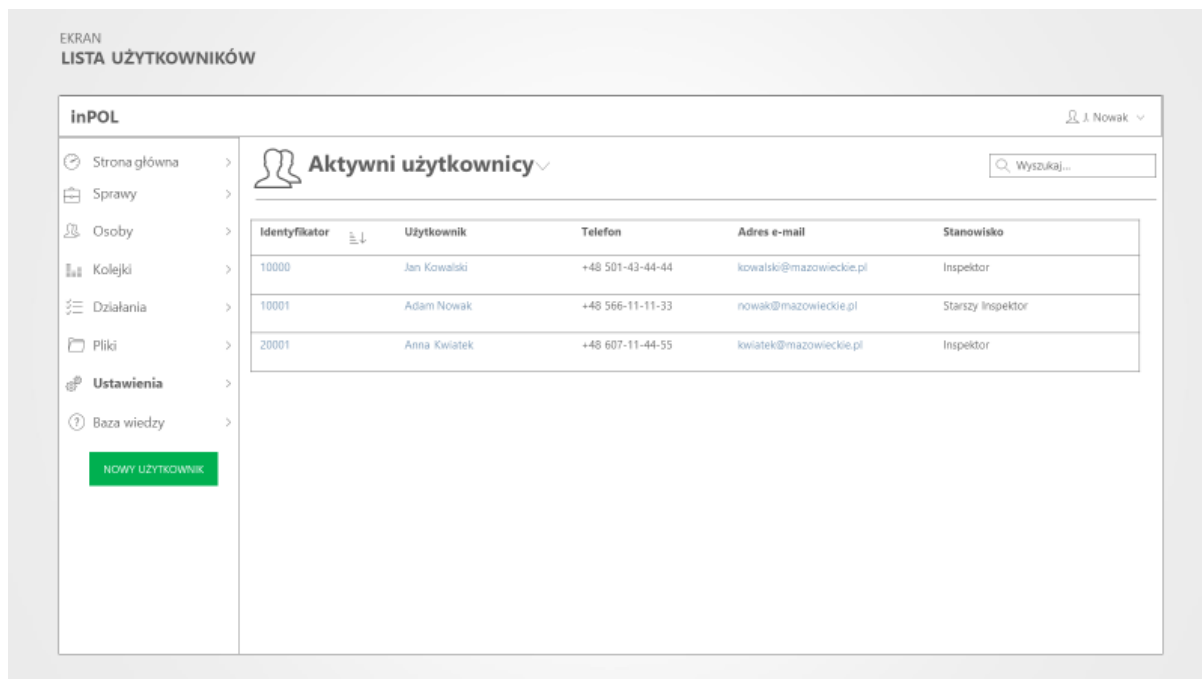 EKRAN
LISTA UŻYTKOWNIKÓW
inPOL
J. Nowak
Strona główna
Sprawy
Osoby
Kolejki
Działania
Pliki
Ustawienia
Baza wiedzy
NOWY UŻYTKOWNIK
Aktywni użytkownicy
Wyszukaj...
Identyfikator Użytkownik Telefon Adres e-mail Stanowisko
10000 Jan Kowalski +48 501-43-44-44 kowalski@mazowieckie.pl Inspektor
10001 Adam Nowak +48 566-11-11-33 nowak@mazowieckie.pl Starszy Inspektor
20001 Anna Kwiatek +48 607-11-44-55 kwiatek@mazowieckie.pl Inspektor